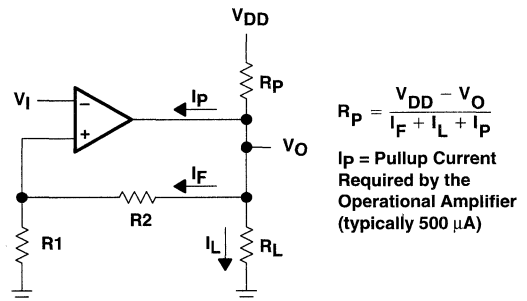 VDD
RP
IP
VI
−
+
VO
IF
R2
R1
IL
RL
RP = VDD − VO / IF + IL + IP
IP = Pullup Current
Required by the
Operational Amplifier
(typically 500 μA)